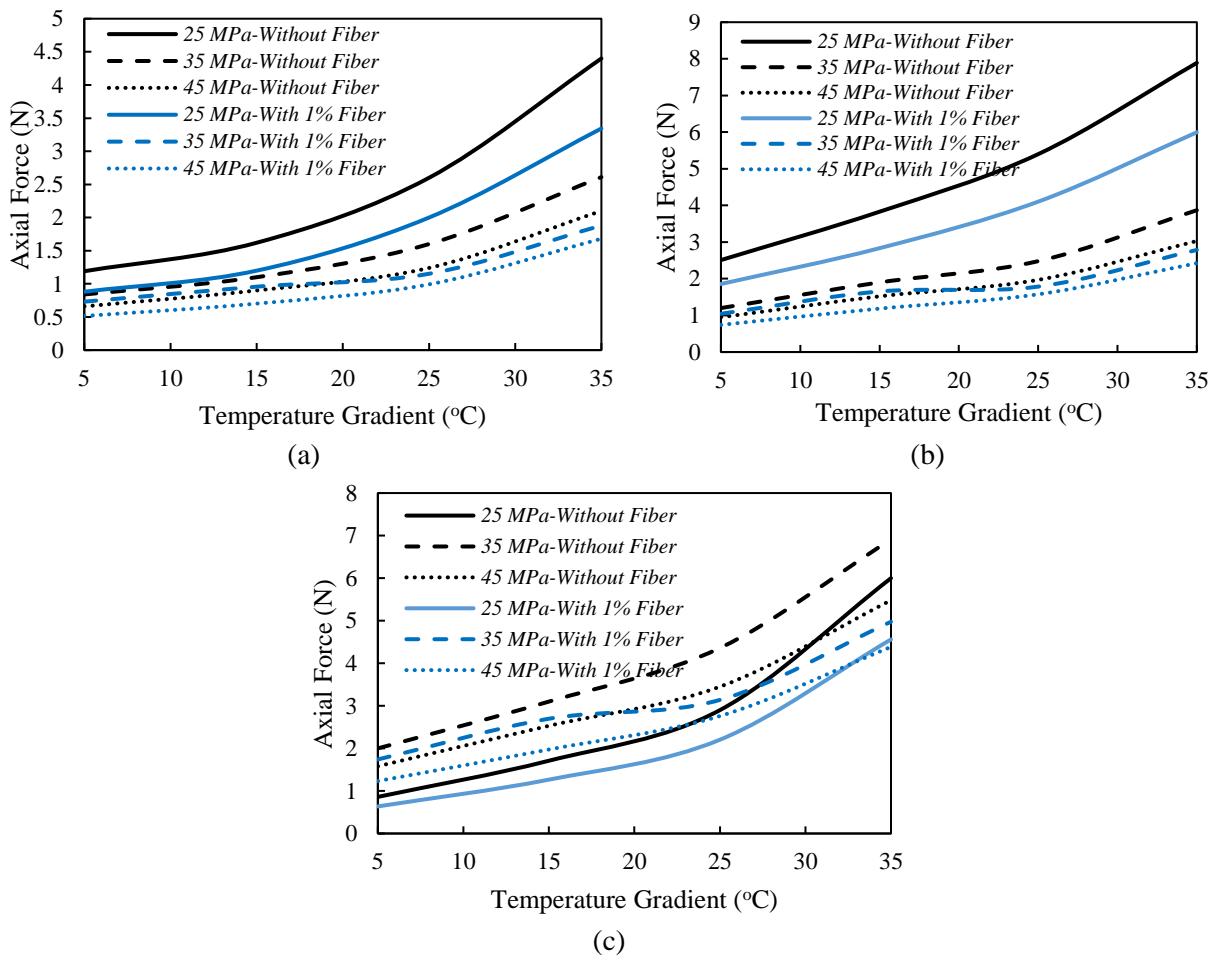 5
4.5
4
3.5
3
2.5
2
1.5
1
0.5
0
Axial Force (N)
25 MPa-Without Fiber
35 MPa-Without Fiber
45 MPa-Without Fiber
25 MPa-With 1% Fiber
35 MPa-With 1% Fiber
45 MPa-With 1% Fiber
5 10 15 20 25 30 35
Temperature Gradient (°C)
(a)
9
8
7
6
5
4
3
2
1
0
Axial Force (N)
25 MPa-Without Fiber
35 MPa-Without Fiber
45 MPa-Without Fiber
25 MPa-With 1% Fiber
35 MPa-With 1% Fiber
45 MPa-With 1% Fiber
5 10 15 20 25 30 35
Temperature Gradient (°C)
(b)
8
7
6
5
4
3
2
1
0
Axial Force (N)
25 MPa-Without Fiber
35 MPa-Without Fiber
45 MPa-Without Fiber
25 MPa-With 1% Fiber
35 MPa-With 1% Fiber
45 MPa-With 1% Fiber
5 10 15 20 25 30 35
Temperature Gradient (°C)
(c)